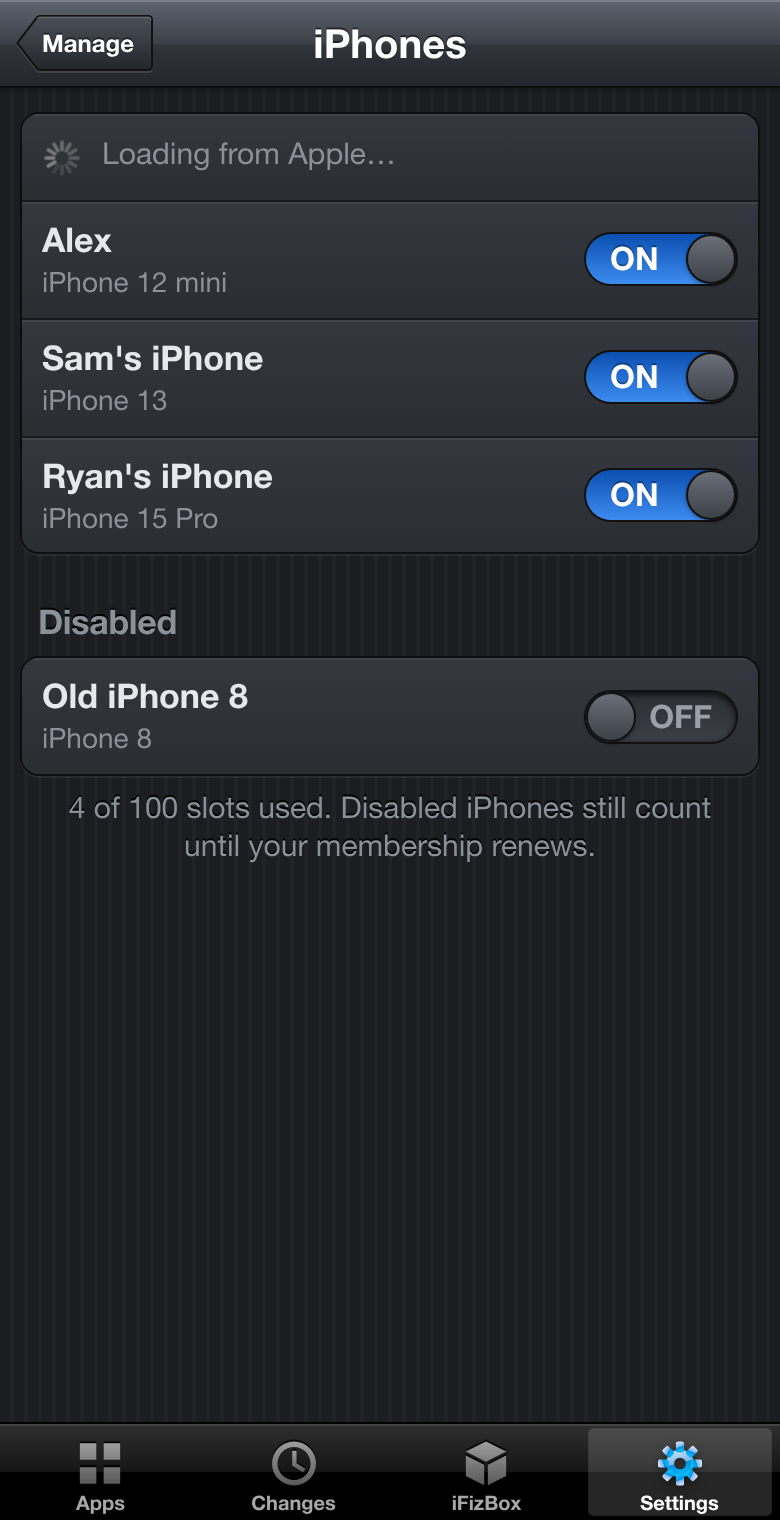 Manage
iPhones
Loading from Apple…
Alex
iPhone 12 mini
ON
Sam's iPhone
iPhone 13
ON
Ryan's iPhone
iPhone 15 Pro
ON
Disabled
Old iPhone 8
iPhone 8
OFF
4 of 100 slots used. Disabled iPhones still count
until your membership renews.
Apps
Changes
iFizBox
Settings